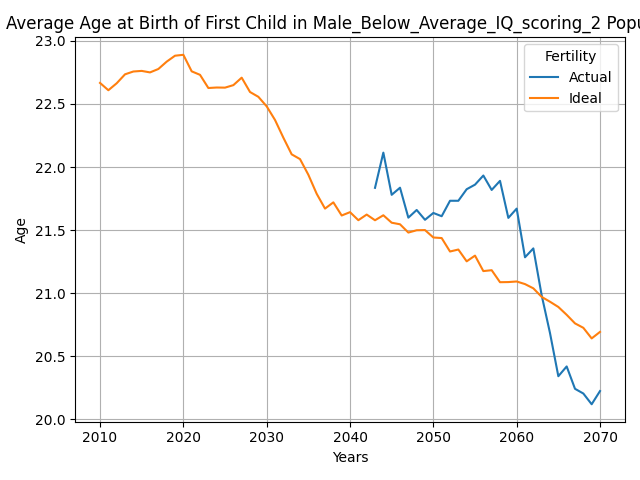 Average Age at Birth of First Child in Male_Below_Average_IQ_scoring_2 Popu
23.0
22.5
22.0
21.5
21.0
20.5
20.0
Age
Fertility
Actual
Ideal
2010 2020 2030 2040 2050 2060 2070
Years